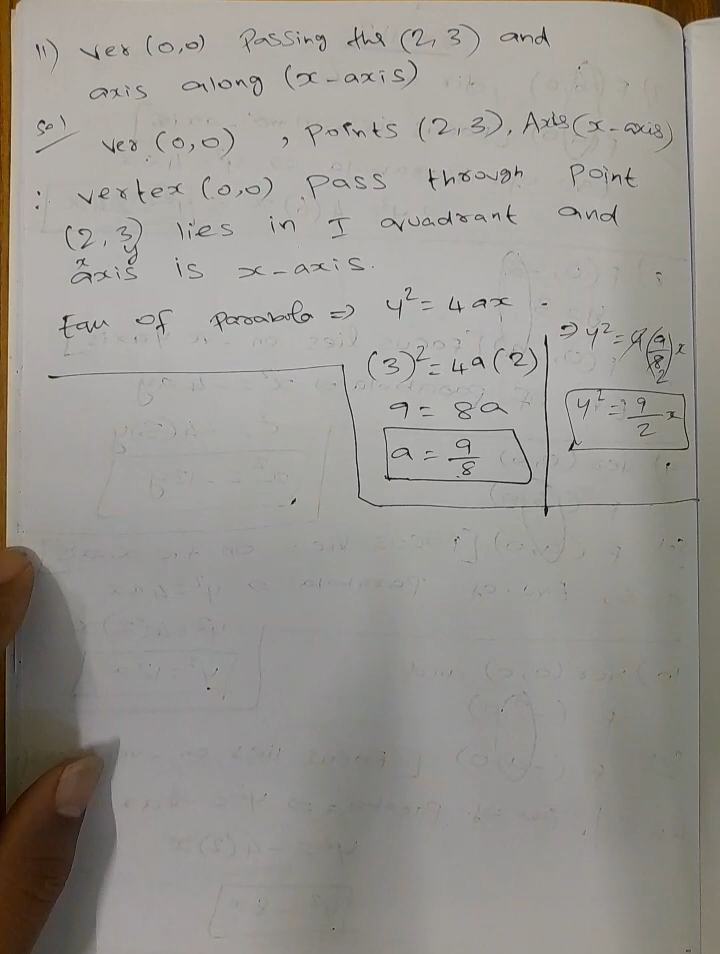 11) ver (0,0) Passing the (2,3) and
axis along (x-axis)
Sol
ver (0,0) , Points (2,3), Axis (x-axis)
: vertex (0,0) Pass through Point
(2,3) lies in I quadrant and
x y
axis is x-axis.
Eqn of Parabola => y² = 4ax
(3)² = 4a(2)
9 = 8a
a = 9/8
=> y² = 4(9/8)x
2
y² = 9/2 x